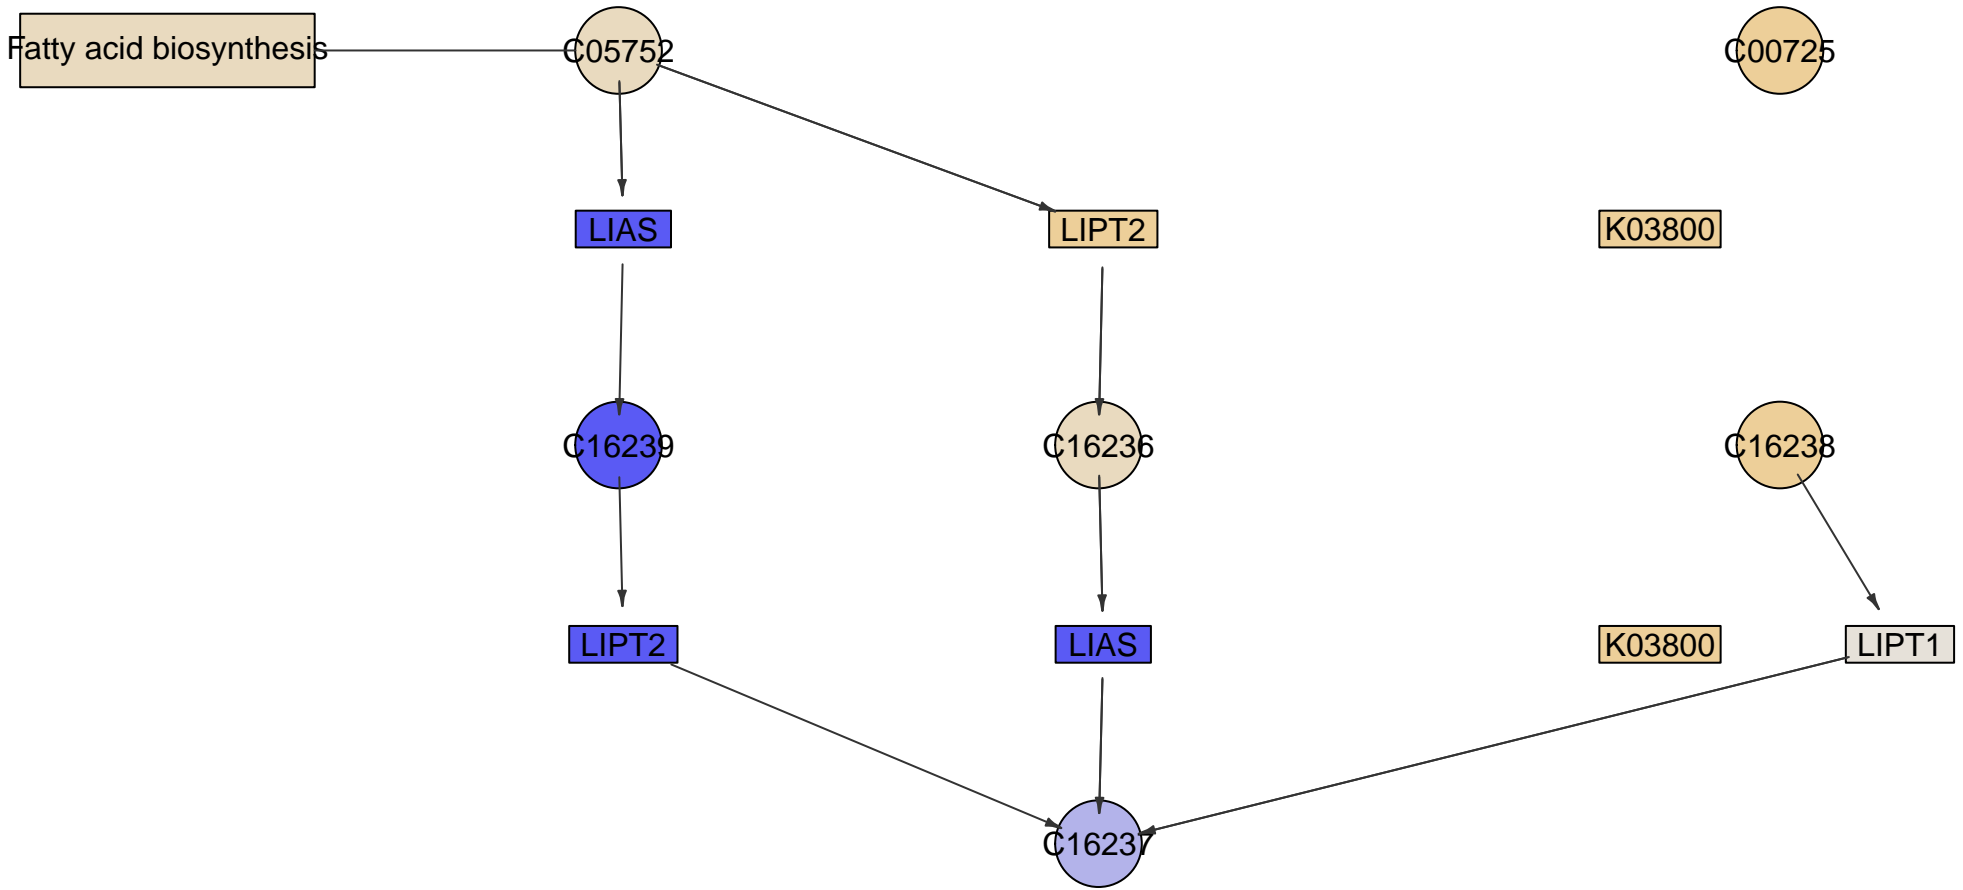 Fatty acid biosynthesis
C05752
C00725
LIAS
LIPT2
K03800
C16239
C16236
C16238
LIPT2
LIAS
K03800
LIPT1
C16237